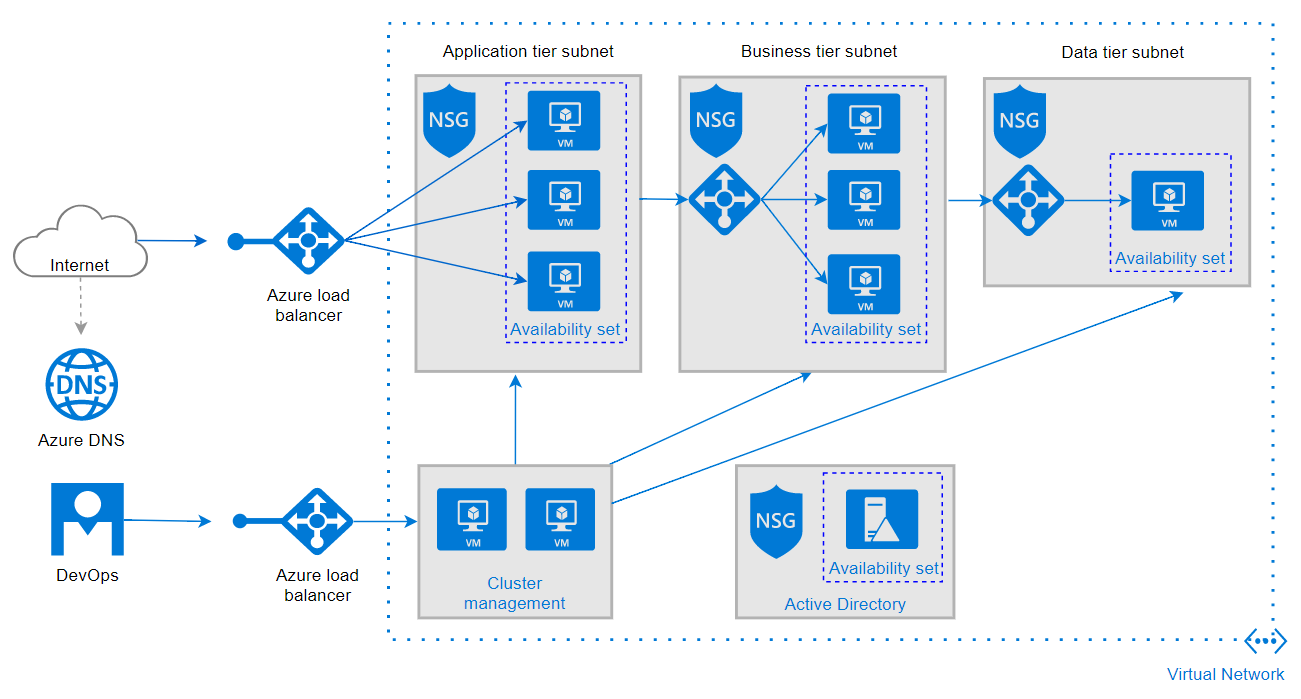 Application tier subnet
Business tier subnet
Data tier subnet
NSG
VM
NSG
VM
NSG
VM
VM
VM
Internet
Azure load
balancer
VM
VM
Availability set
Availability set
Availability set
DNS
Azure DNS
DevOps
Azure load
balancer
VM
VM
Cluster
management
NSG
Availability set
Active Directory
Virtual Network